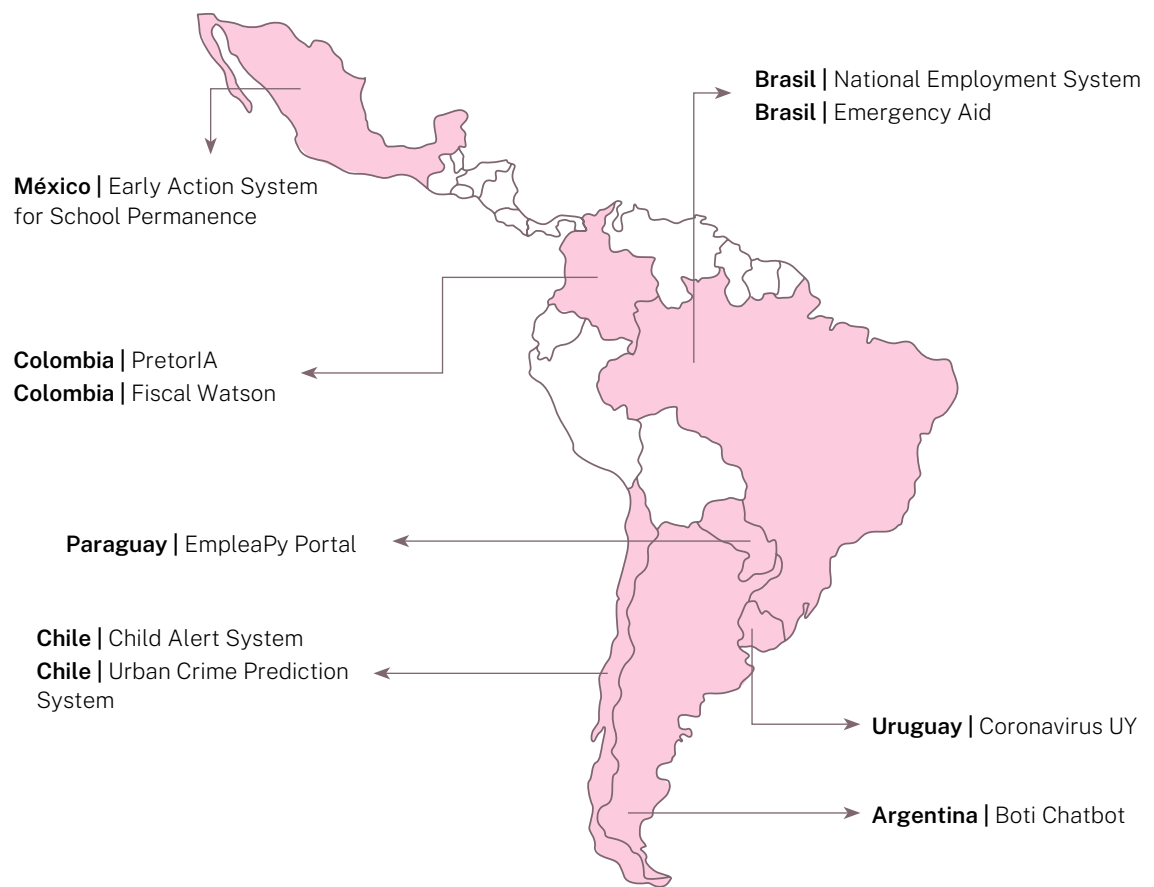 Brasil | National Employment System
Brasil | Emergency Aid
México | Early Action System
for School Permanence
Colombia | PretorIA
Colombia | Fiscal Watson
Paraguay | EmpleaPy Portal
Chile | Child Alert System
Chile | Urban Crime Prediction
System
Uruguay | Coronavirus UY
Argentina | Boti Chatbot